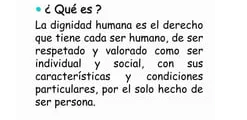 • ¿ Qué es ?
La dignidad humana es el derecho
que tiene cada ser humano, de ser
respetado y valorado como ser
individual y social, con sus
características y condiciones
particulares, por el solo hecho de
ser persona.